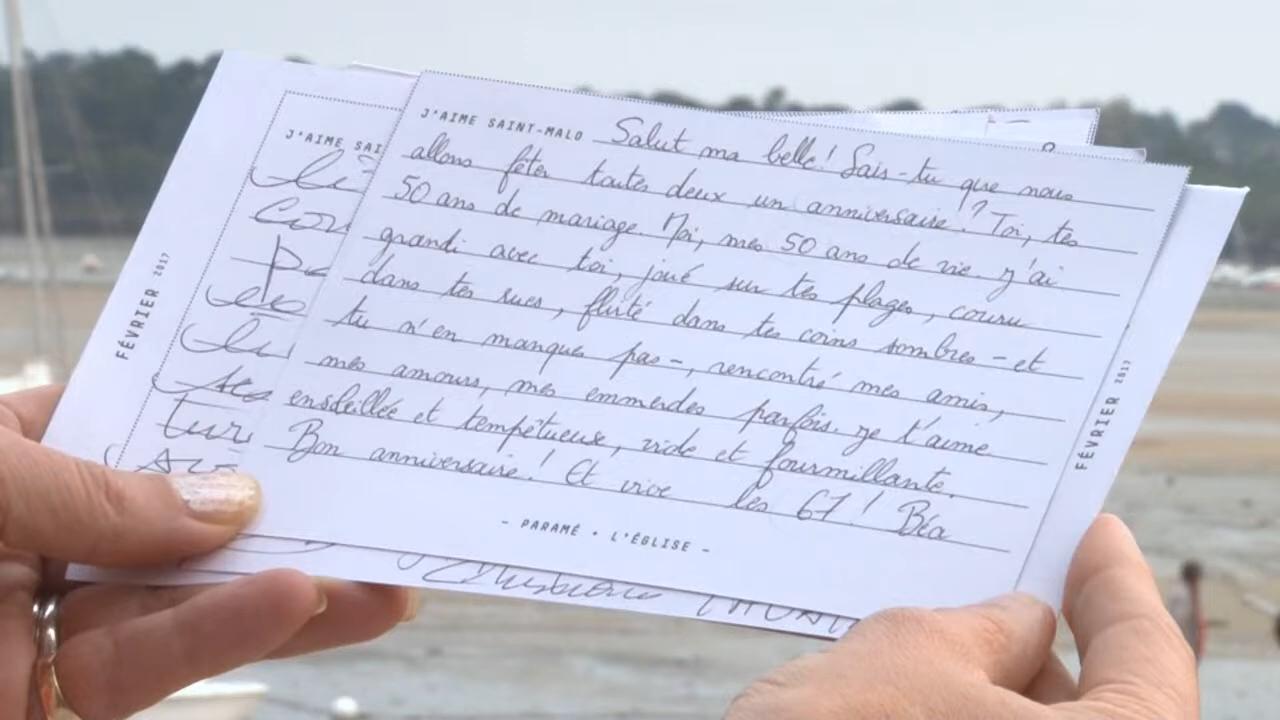 J'AIME SAINT-MALO Salut ma belle! Sais-tu que nous
allons fêter toutes deux un anniversaire? Toi, tes
50 ans de mariage. Moi, mes 50 ans de vie. J'ai
grandi avec toi, joué sur tes plages, couru
dans tes rues, flirté dans tes coins sombres - et
tu n'en manques pas -, rencontré mes amis,
mes amours, mes emmerdes parfois. Je t'aime
ensoleillée et tempétueuse, vide et fourmillante.
Bon anniversaire! Et vive les 67! Béa
- PARAMÉ • L'ÉGLISE -
FÉVRIER 2017
J'AIME SAI
FÉVRIER 2017